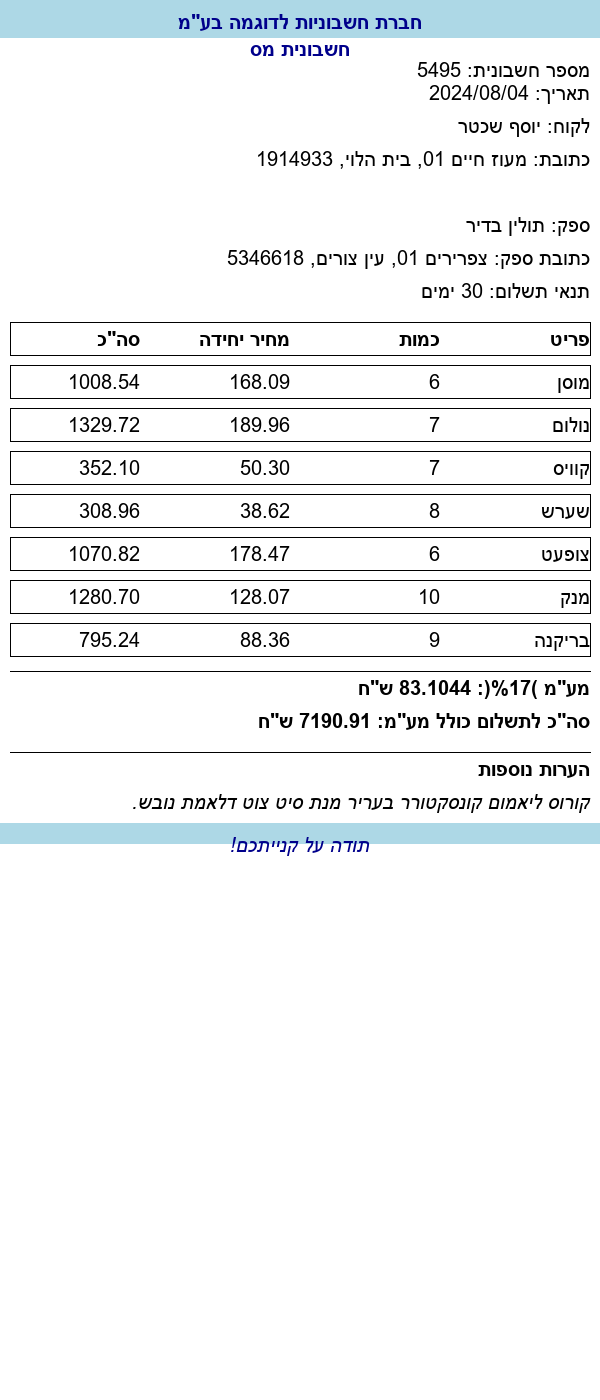 חברת חשבוניות לדוגמה בע"מ
חשבונית מס
מספר חשבונית: 5495
תאריך: 2024/08/04
לקוח: יוסף שכטר
כתובת: מעוז חיים 01, בית הלוי, 1914933
ספק: תולין בדיר
כתובת ספק: צפרירים 01, עין צורים, 5346618
תנאי תשלום: 30 ימים
פריט כמות מחיר יחידה סה"כ
מוסן 6 168.09 1008.54
נולום 7 189.96 1329.72
קוויס 7 50.30 352.10
שערש 8 38.62 308.96
צופעט 6 178.47 1070.82
מנק 10 128.07 1280.70
בריקנה 9 88.36 795.24
מע"מ )17%(: 83.1044 ש"ח
סה"כ לתשלום כולל מע"מ: 7190.91 ש"ח
הערות נוספות
קורוס ליאמום קונסקטורר בעריר מנת סיט צוט דלאמת נובש.
תודה על קנייתכם!